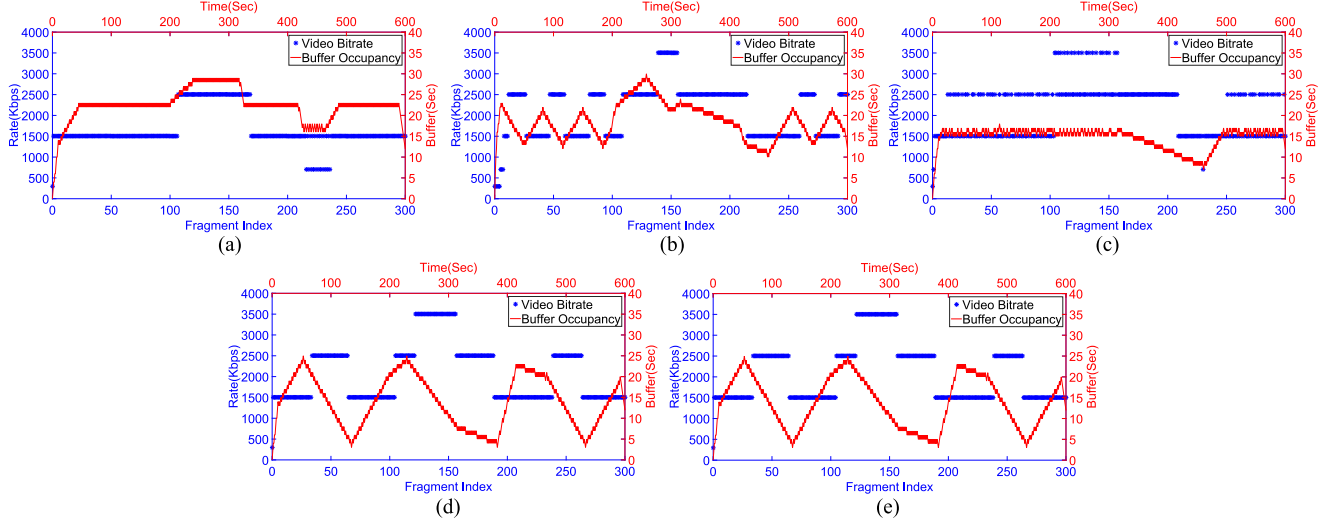 Time(Sec)
0 100 200 300 400 500 600
4000 3500 3000 2500 2000 1500 1000 500 0
Rate(Kbps)
Video Bitrate
Buffer Occupancy
40 35 30 25 20 15 10 5 0
Buffer(Sec)
0 50 100 150 200 250 300
Fragment Index
(a)
Time(Sec)
0 100 200 300 400 500 600
4000 3500 3000 2500 2000 1500 1000 500 0
Rate(Kbps)
Video Bitrate
Buffer Occupancy
40 35 30 25 20 15 10 5 0
Buffer(Sec)
0 50 100 150 200 250 300
Fragment Index
(b)
Time(Sec)
0 100 200 300 400 500 600
4000 3500 3000 2500 2000 1500 1000 500 0
Rate(Kbps)
Video Bitrate
Buffer Occupancy
40 35 30 25 20 15 10 5 0
Buffer(Sec)
0 50 100 150 200 250 300
Fragment Index
(c)
Time(Sec)
0 100 200 300 400 500 600
4000 3500 3000 2500 2000 1500 1000 500 0
Rate(Kbps)
Video Bitrate
Buffer Occupancy
40 35 30 25 20 15 10 5 0
Buffer(Sec)
0 50 100 150 200 250 300
Fragment Index
(d)
Time(Sec)
0 100 200 300 400 500 600
4000 3500 3000 2500 2000 1500 1000 500 0
Rate(Kbps)
Video Bitrate
Buffer Occupancy
40 35 30 25 20 15 10 5 0
Buffer(Sec)
0 50 100 150 200 250 300
Fragment Index
(e)